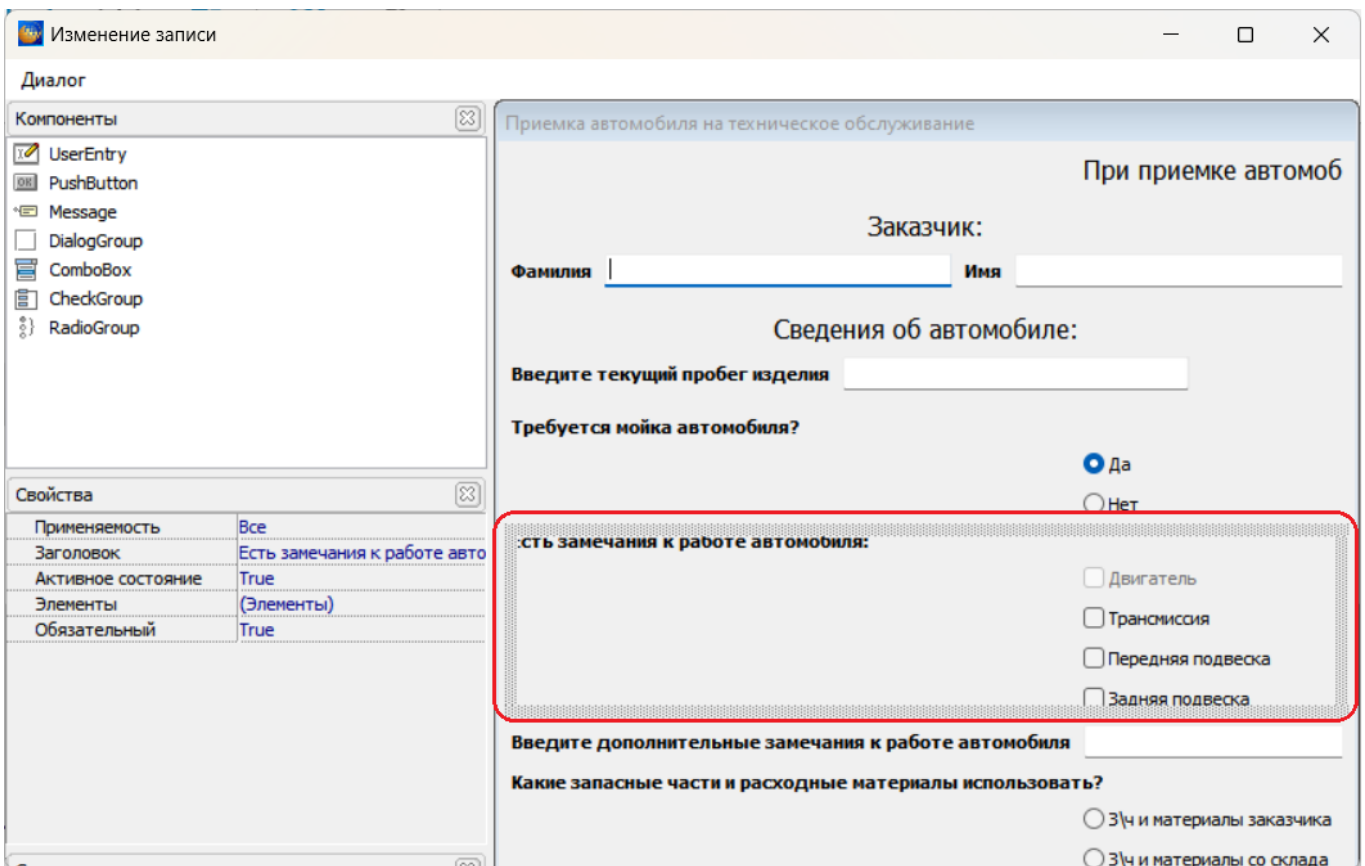 Изменение записи
Диалог
Компоненты
UserEntry
PushButton
Message
DialogGroup
ComboBox
CheckGroup
RadioGroup
Свойства
Применяемость Все
Заголовок Есть замечания к работе авто
Активное состояние True
Элементы (Элементы)
Обязательный True
Приемка автомобиля на техническое обслуживание
При приемке автомоб
Заказчик:
Фамилия Имя
Сведения об автомобиле:
Введите текущий пробег изделия
Требуется мойка автомобиля?
Да
Нет
:сть замечания к работе автомобиля:
Двигатель
Трансмиссия
Передняя подвеска
Задняя подвеска
Введите дополнительные замечания к работе автомобиля
Какие запасные части и расходные материалы использовать?
З\ч и материалы заказчика
З\ч и материалы со склада